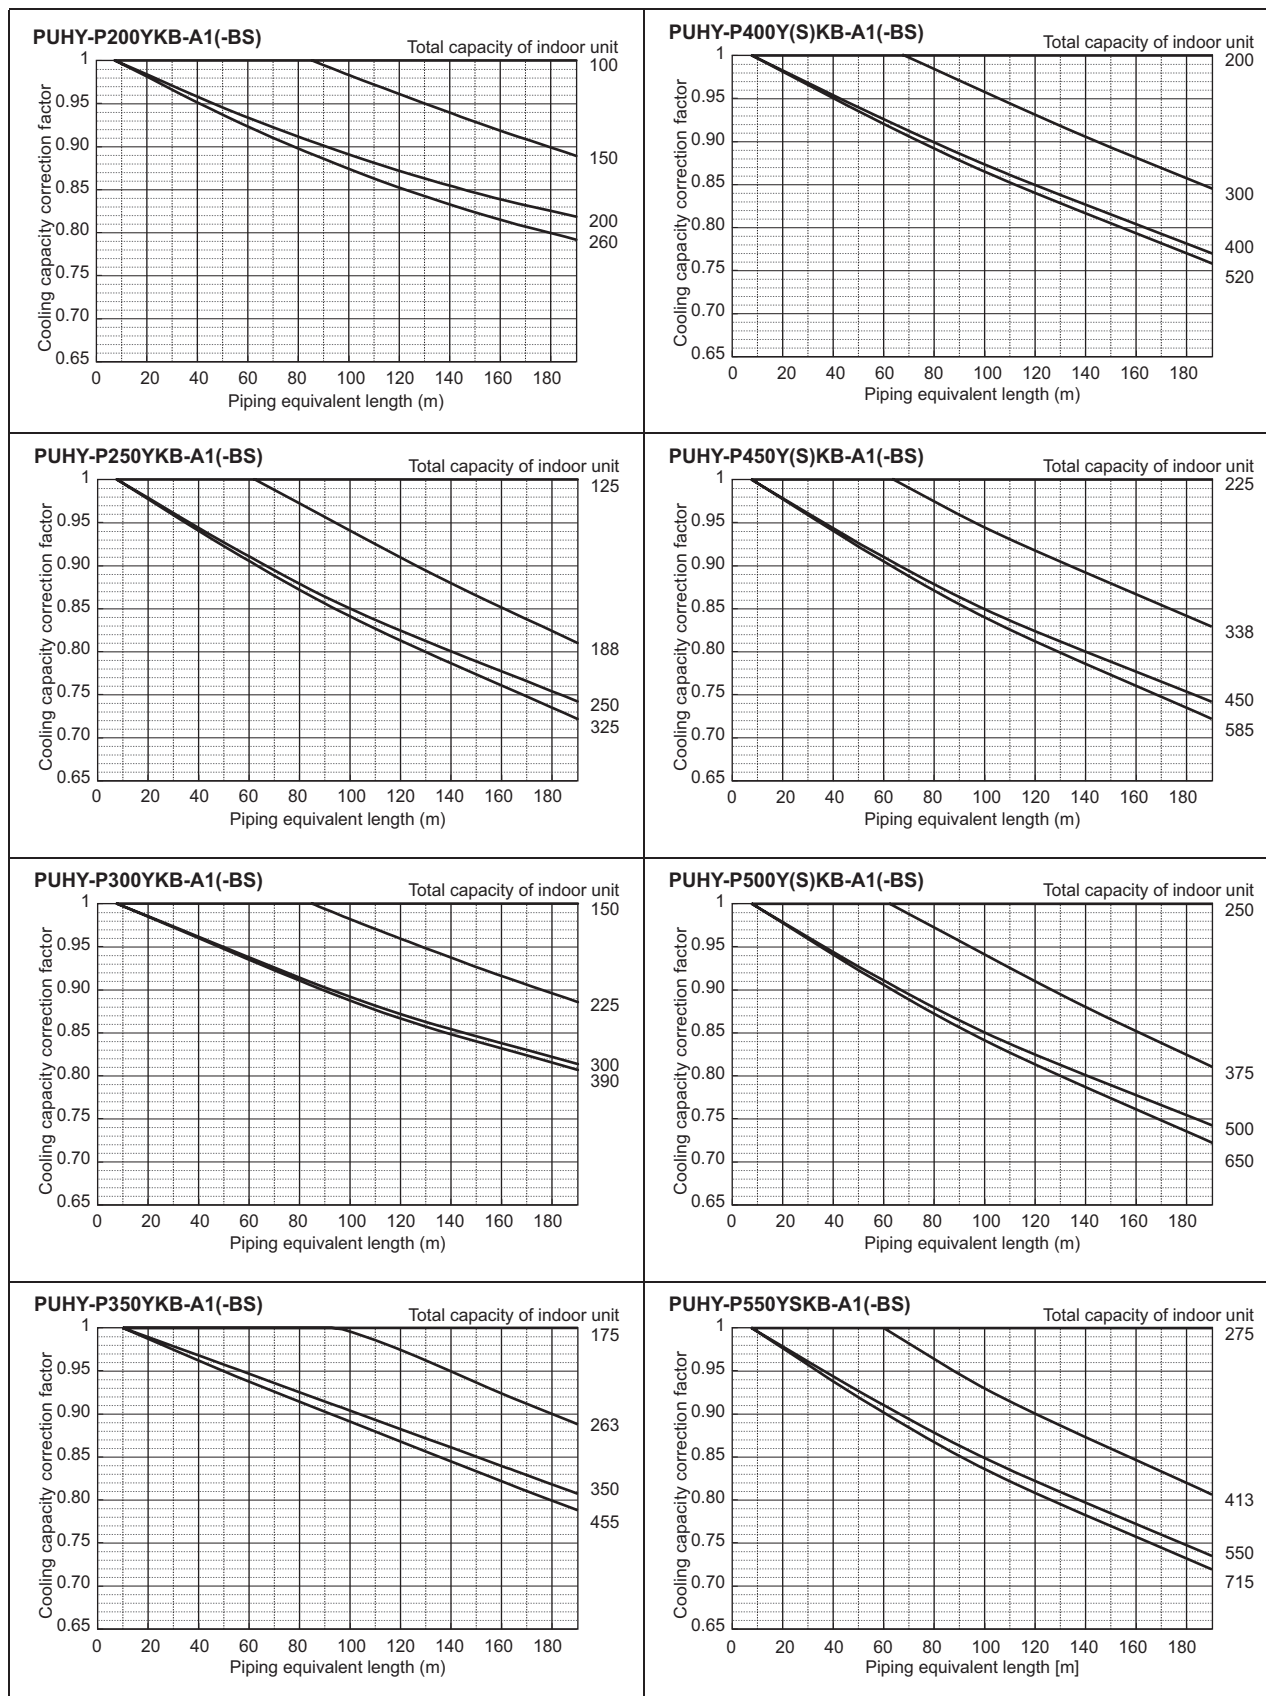 PUHY-P200YKB-A1(-BS)
Total capacity of indoor unit
Cooling capacity correction factor
1
0.95
0.90
0.85
0.80
0.75
0.70
0.65
100
150
200
260
0 20 40 60 80 100 120 140 160 180
Piping equivalent length (m)
PUHY-P400Y(S)KB-A1(-BS)
Total capacity of indoor unit
Cooling capacity correction factor
1
0.95
0.90
0.85
0.80
0.75
0.70
0.65
200
300
400
520
0 20 40 60 80 100 120 140 160 180
Piping equivalent length (m)
PUHY-P250YKB-A1(-BS)
Total capacity of indoor unit
Cooling capacity correction factor
1
0.95
0.90
0.85
0.80
0.75
0.70
0.65
125
188
250
325
0 20 40 60 80 100 120 140 160 180
Piping equivalent length (m)
PUHY-P450Y(S)KB-A1(-BS)
Total capacity of indoor unit
Cooling capacity correction factor
1
0.95
0.90
0.85
0.80
0.75
0.70
0.65
225
338
450
585
0 20 40 60 80 100 120 140 160 180
Piping equivalent length (m)
PUHY-P300YKB-A1(-BS)
Total capacity of indoor unit
Cooling capacity correction factor
1
0.95
0.90
0.85
0.80
0.75
0.70
0.65
150
225
300
390
0 20 40 60 80 100 120 140 160 180
Piping equivalent length (m)
PUHY-P500Y(S)KB-A1(-BS)
Total capacity of indoor unit
Cooling capacity correction factor
1
0.95
0.90
0.85
0.80
0.75
0.70
0.65
250
375
500
650
0 20 40 60 80 100 120 140 160 180
Piping equivalent length (m)
PUHY-P350YKB-A1(-BS)
Total capacity of indoor unit
Cooling capacity correction factor
1
0.95
0.90
0.85
0.80
0.75
0.70
0.65
175
263
350
455
0 20 40 60 80 100 120 140 160 180
Piping equivalent length (m)
PUHY-P550YSKB-A1(-BS)
Total capacity of indoor unit
Cooling capacity correction factor
1
0.95
0.90
0.85
0.80
0.75
0.70
0.65
275
413
550
715
0 20 40 60 80 100 120 140 160 180
Piping equivalent length [m]